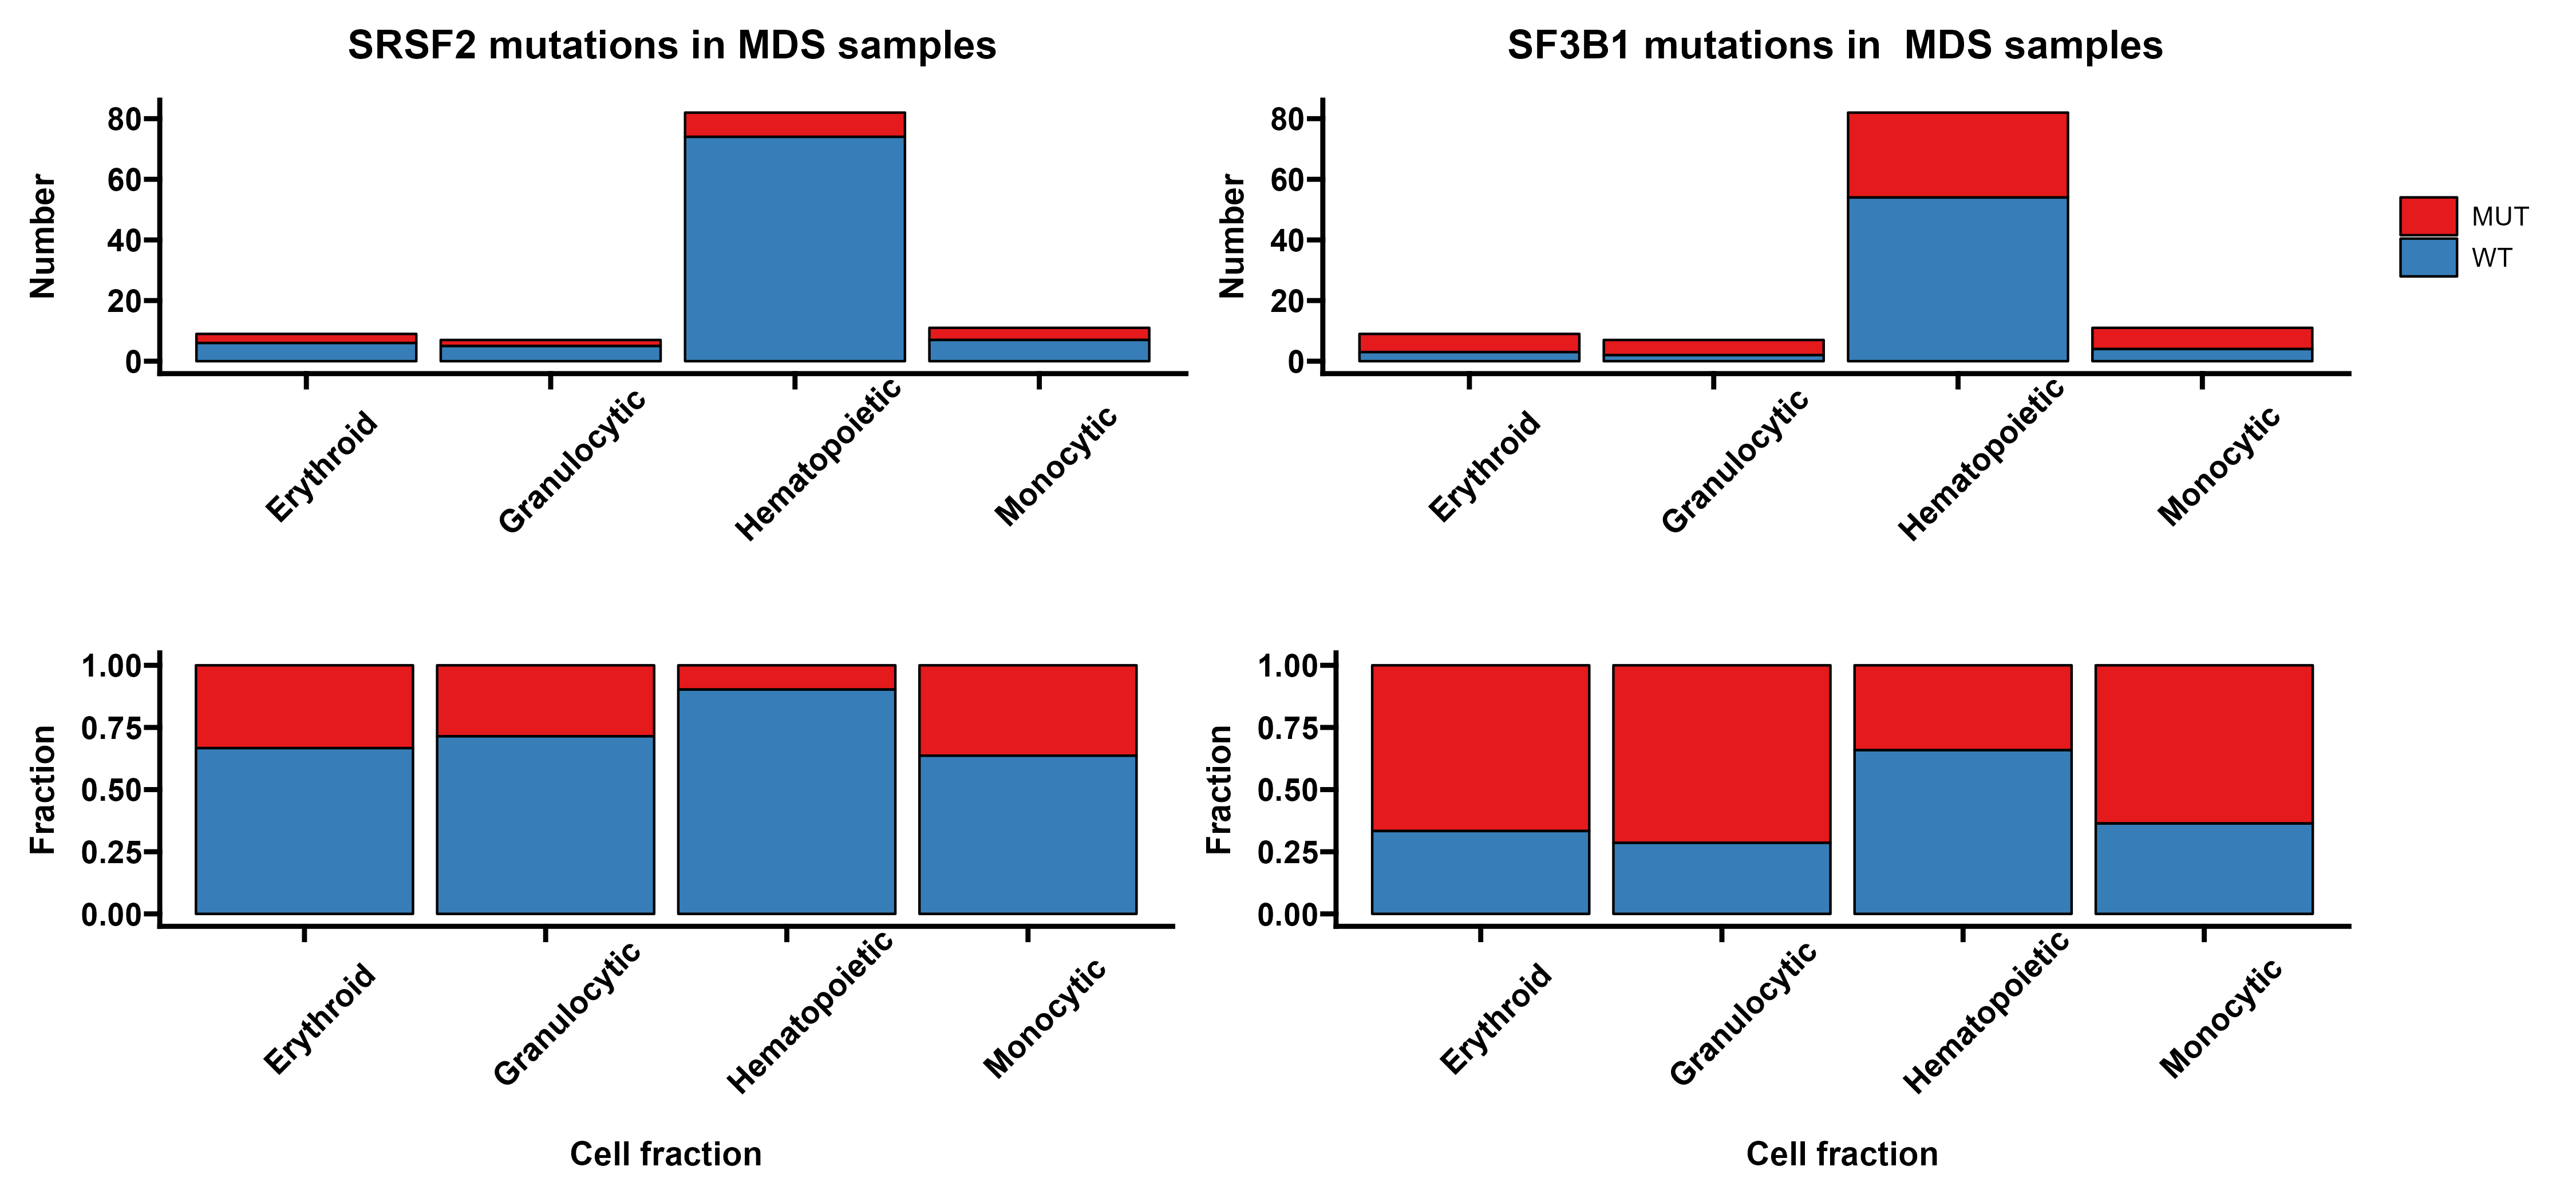 SRSF2 mutations in MDS samples
Number
80
60
40
20
0
Erythroid
Granulocytic
Hematopoietic
Monocytic
SF3B1 mutations in  MDS samples
Number
80
60
40
20
0
Erythroid
Granulocytic
Hematopoietic
Monocytic
MUT
WT
Fraction
1.00
0.75
0.50
0.25
0.00
Erythroid
Granulocytic
Hematopoietic
Monocytic
Cell fraction
Fraction
1.00
0.75
0.50
0.25
0.00
Erythroid
Granulocytic
Hematopoietic
Monocytic
Cell fraction